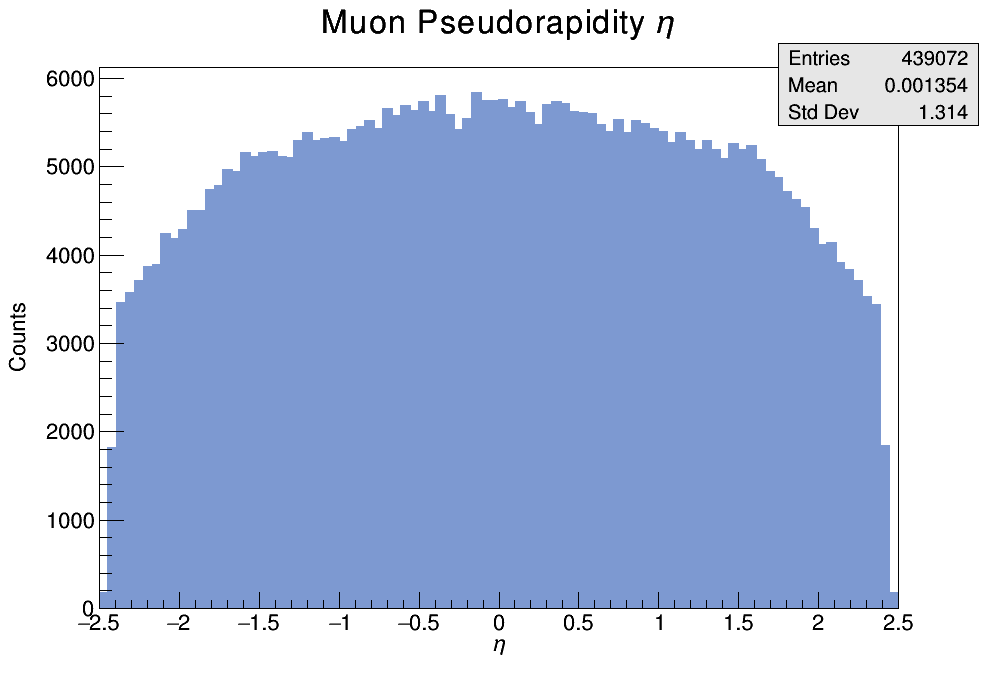 Muon Pseudorapidity η
Entries 439072
Mean 0.001354
Std Dev 1.314
6000
5000
4000
3000
2000
1000
0
Counts
−2.5 −2 −1.5 −1 −0.5 0 0.5 1 1.5 2 2.5
η